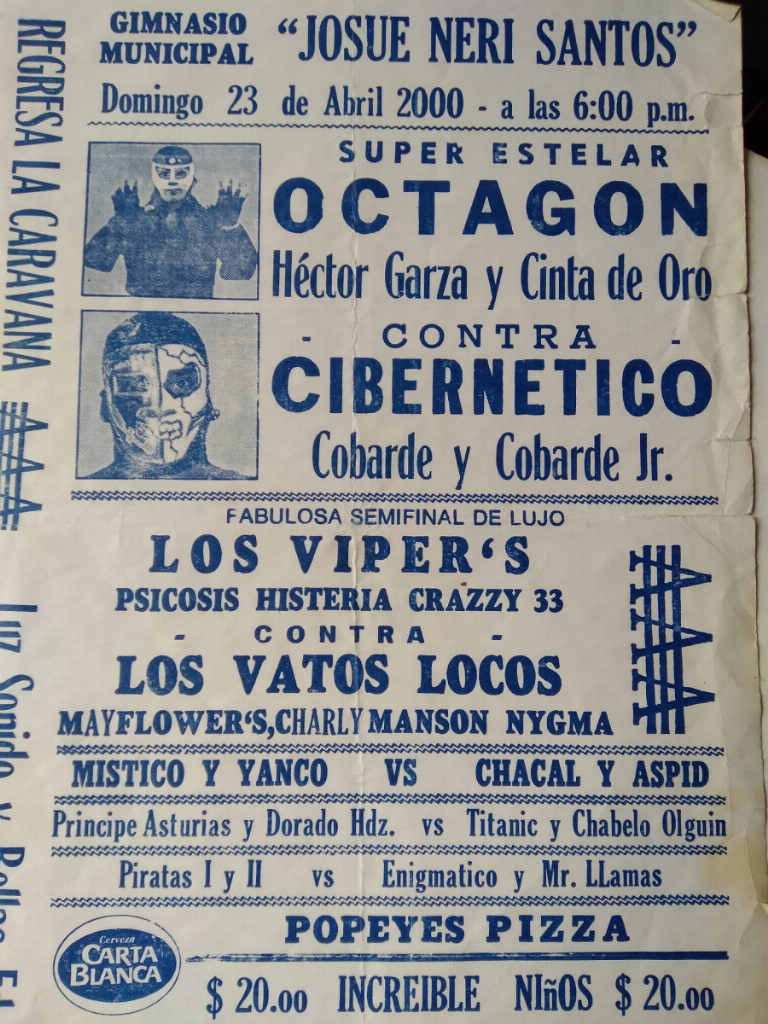 GIMNASIO MUNICIPAL "JOSUE NERI SANTOS"
Domingo 23 de Abril 2000 - a las 6:00 p.m.
SUPER ESTELAR
OCTAGON
Héctor Garza y Cinta de Oro
- CONTRA -
CIBERNETICO
Cobarde y Cobarde Jr.
FABULOSA SEMIFINAL DE LUJO
LOS VIPER‘S
PSICOSIS HISTERIA CRAZZY 33
- CONTRA -
LOS VATOS LOCOS
MAYFLOWER‘S, CHARLY MANSON NYGMA
AAA
MISTICO Y YANCO VS CHACAL Y ASPID
Principe Asturias y Dorado Hdz. vs Titanic y Chabelo Olguin
Piratas I y II vs Enigmatico y Mr. LLamas
POPEYES PIZZA
Cerveza
CARTA
BLANCA
$ 20.00 INCREIBLE NIñOS $ 20.00
REGRESA LA CARAVANA AAA
Luz Sonido y